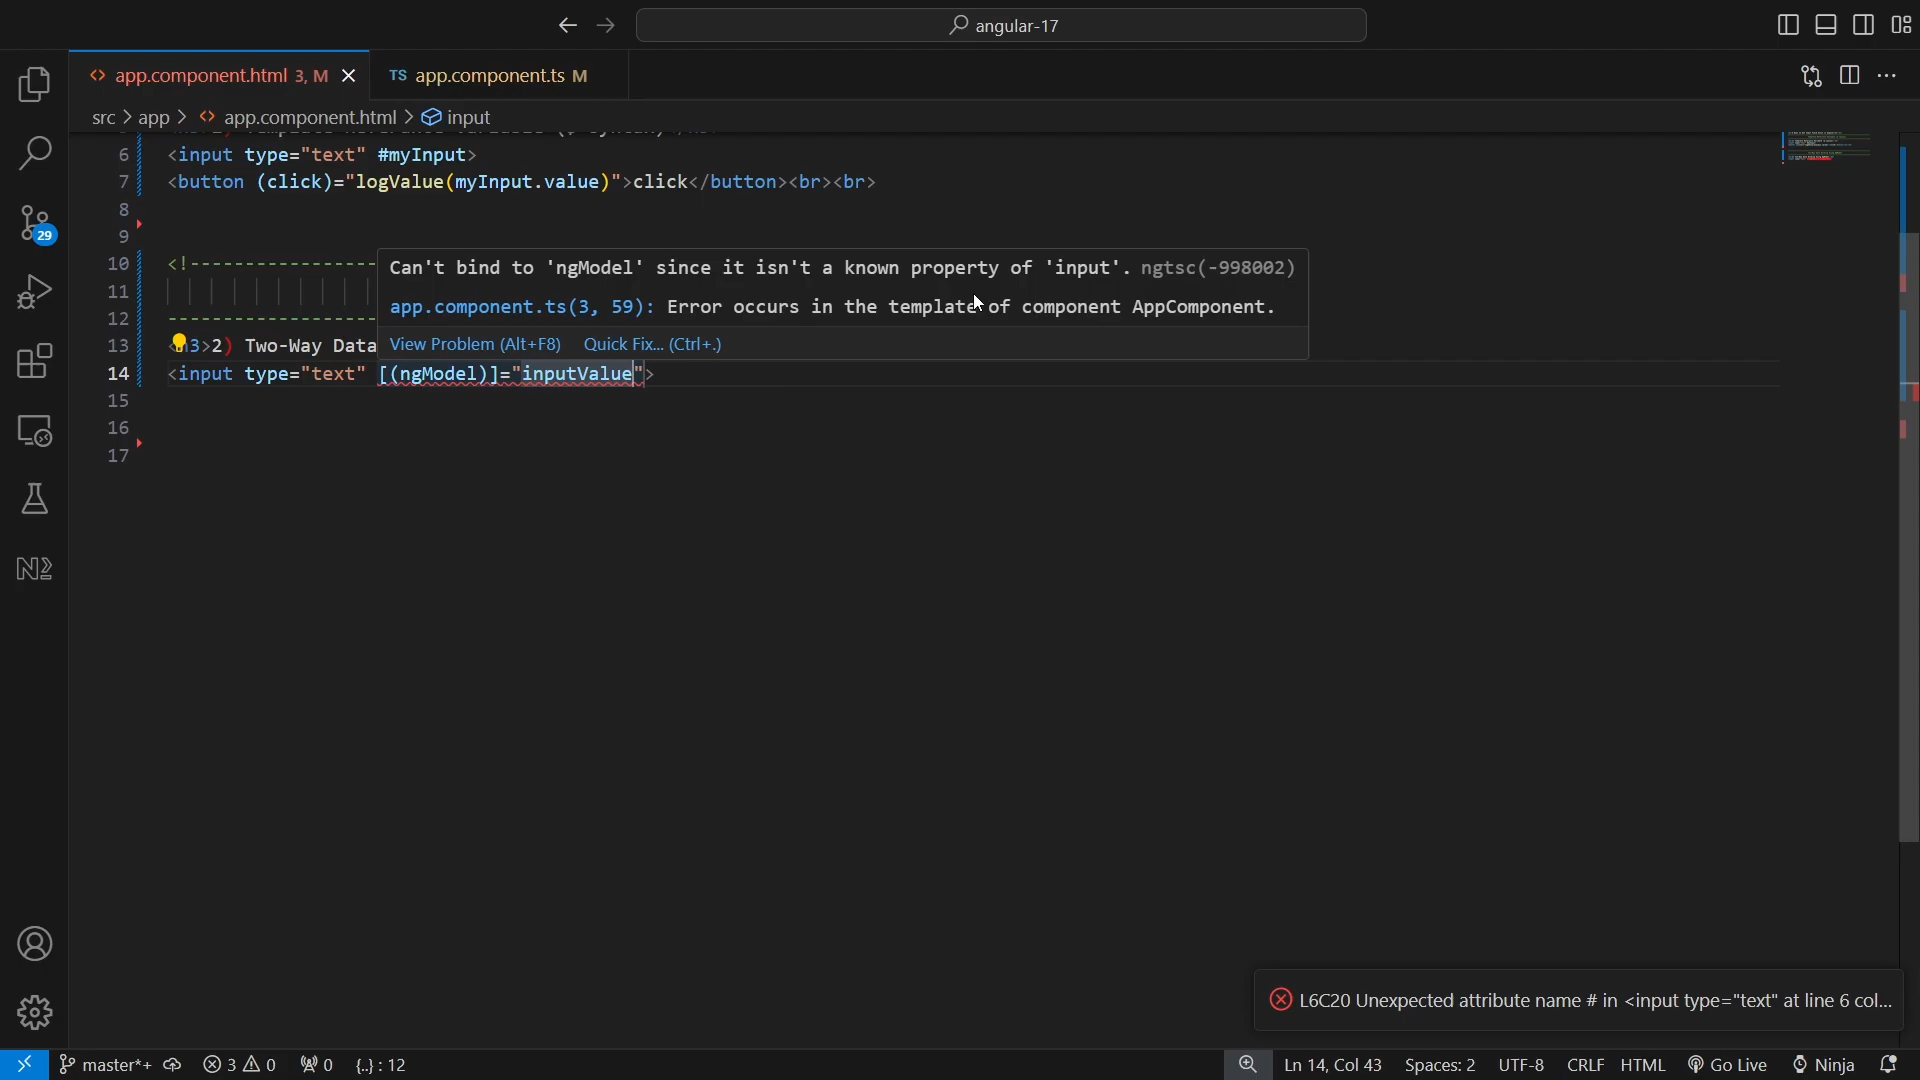 angular-17
app.component.html 3, M
TS app.component.ts M
src > app > app.component.html > input
6 <input type="text" #myInput>
7 <button (click)="logValue(myInput.value)">click</button><br><br>
8
9
10 <!-------------------
11
12 -------------------
13 3>2) Two-Way Data
14 <input type="text" [(ngModel)]="inputValue">
15
16
17
Can't bind to 'ngModel' since it isn't a known property of 'input'. ngtsc(-998002)
app.component.ts(3, 59): Error occurs in the template of component AppComponent.
View Problem (Alt+F8) Quick Fix... (Ctrl+.)
29
L6C20 Unexpected attribute name # in <input type="text" at line 6 col...
master*+ 3 0 0 {..} : 12 Ln 14, Col 43 Spaces: 2 UTF-8 CRLF HTML Go Live Ninja